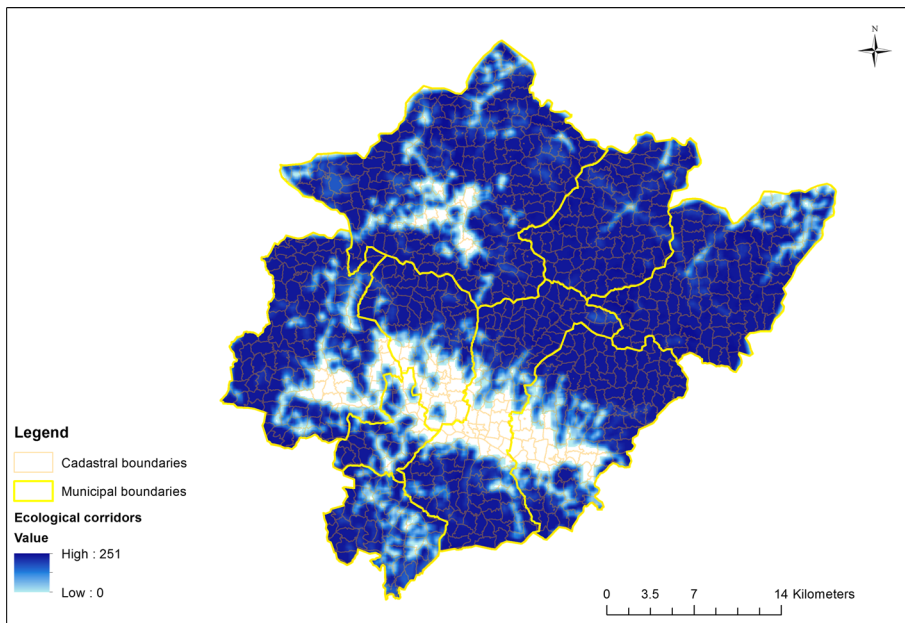 N
Legend
Cadastral boundaries
Municipal boundaries
Ecological corridors
Value
High : 251
Low : 0
0 3.5 7 14 Kilometers